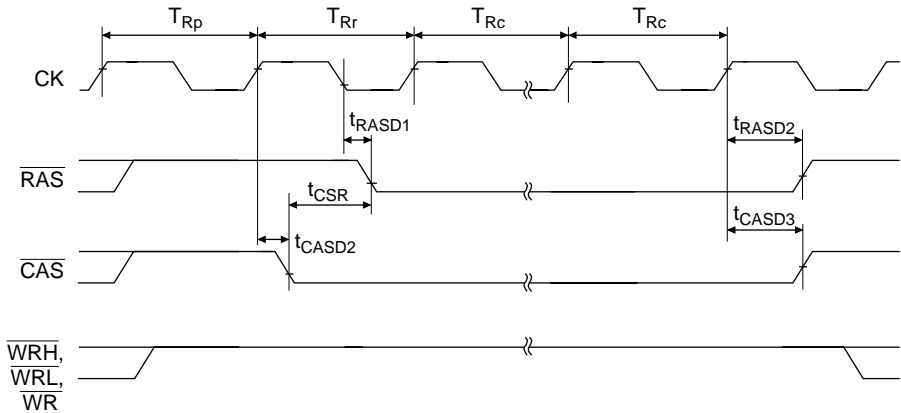 TRp TRr TRc TRc
CK
tRASD1 tRASD2
RAS
tCSR
tCASD2 tCASD3
CAS
WRH,
WRL,
WR